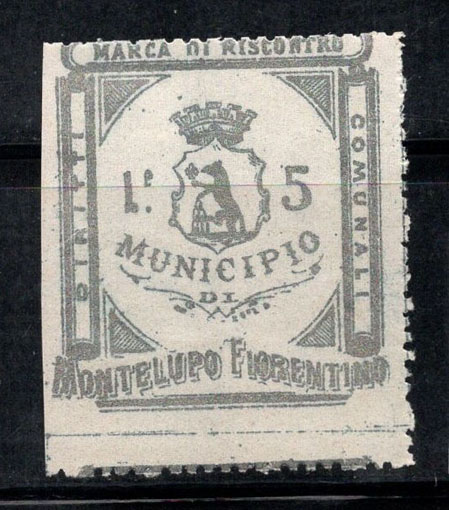 MARCA DI RISCONTRO
DIRITTI
COMUNALI
L. 5
MUNICIPIO
DI
MONTELUPO FIORENTINO